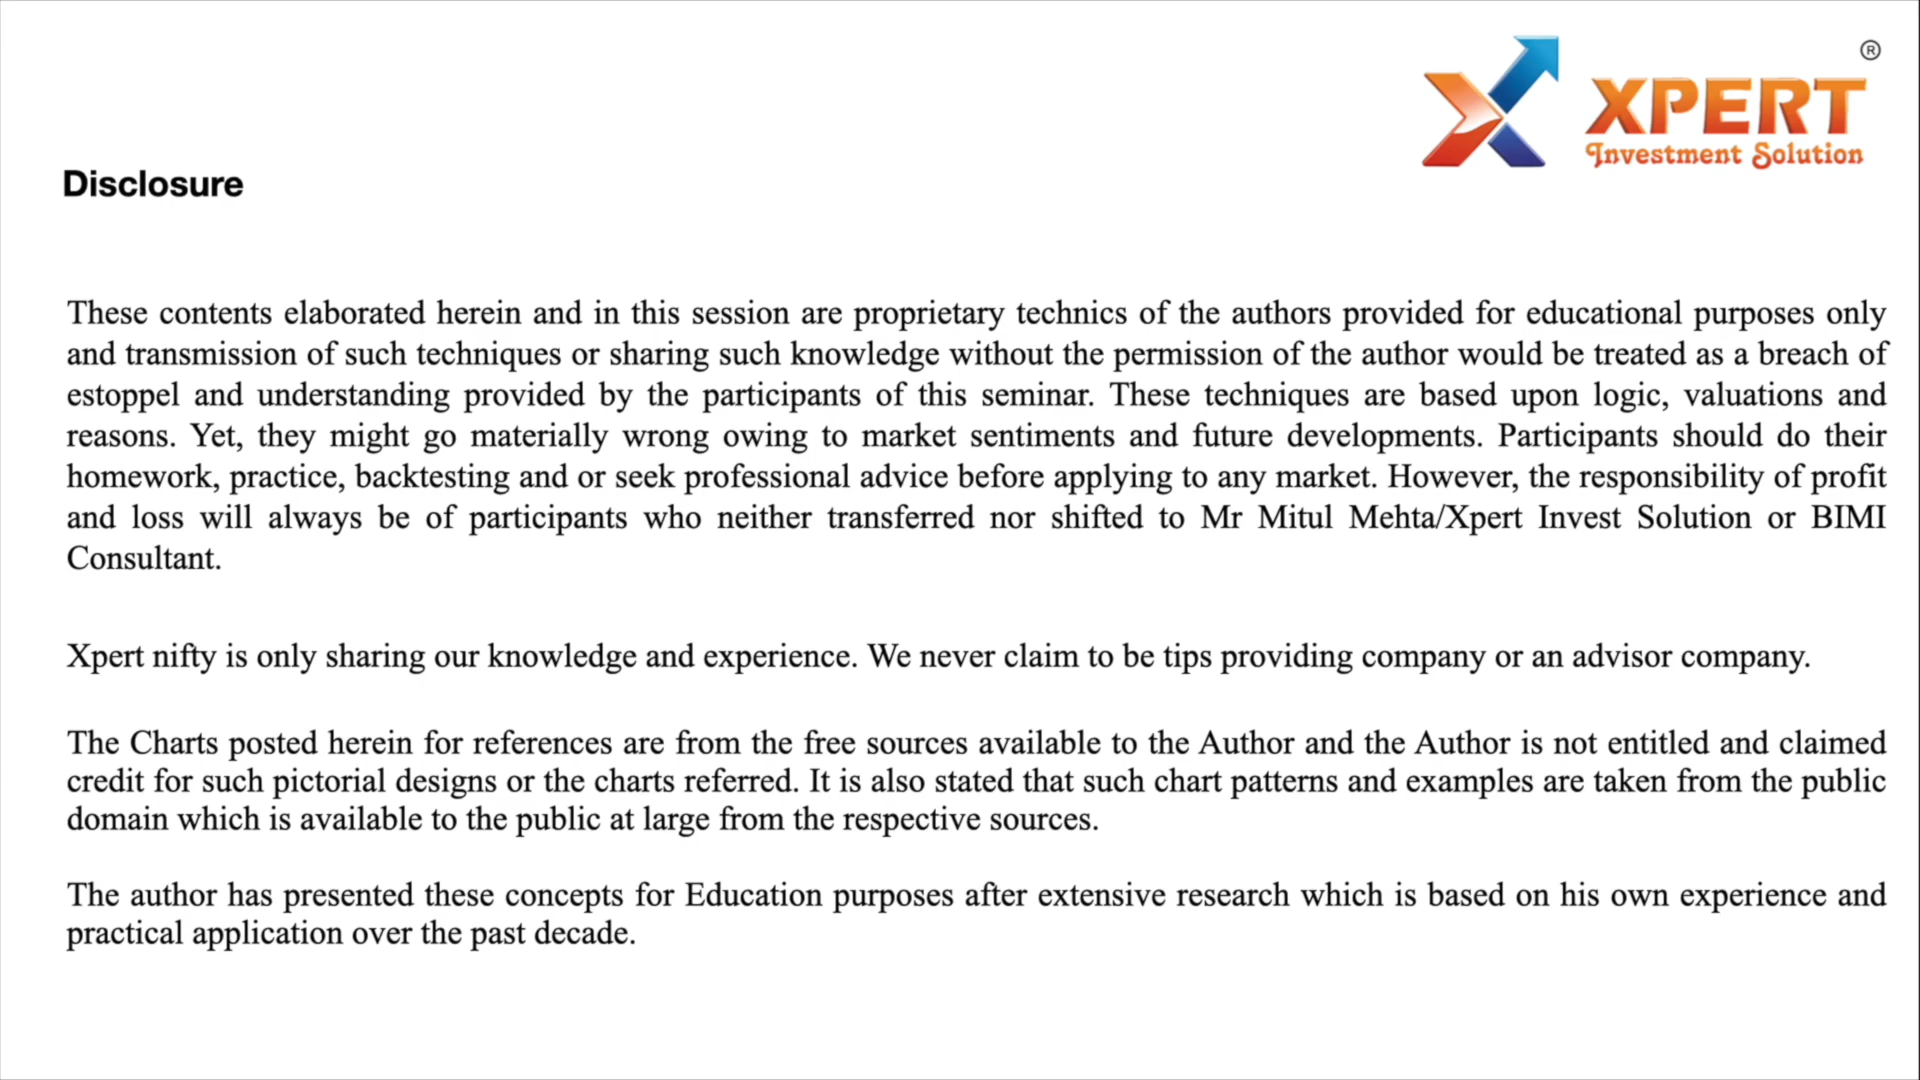 ®
XPERT
Investment Solution
Disclosure
These contents elaborated herein and in this session are proprietary technics of the authors provided for educational purposes only
and transmission of such techniques or sharing such knowledge without the permission of the author would be treated as a breach of
estoppel and understanding provided by the participants of this seminar. These techniques are based upon logic, valuations and
reasons. Yet, they might go materially wrong owing to market sentiments and future developments. Participants should do their
homework, practice, backtesting and or seek professional advice before applying to any market. However, the responsibility of profit
and loss will always be of participants who neither transferred nor shifted to Mr Mitul Mehta/Xpert Invest Solution or BIMI
Consultant.
Xpert nifty is only sharing our knowledge and experience. We never claim to be tips providing company or an advisor company.
The Charts posted herein for references are from the free sources available to the Author and the Author is not entitled and claimed
credit for such pictorial designs or the charts referred. It is also stated that such chart patterns and examples are taken from the public
domain which is available to the public at large from the respective sources.
The author has presented these concepts for Education purposes after extensive research which is based on his own experience and
practical application over the past decade.